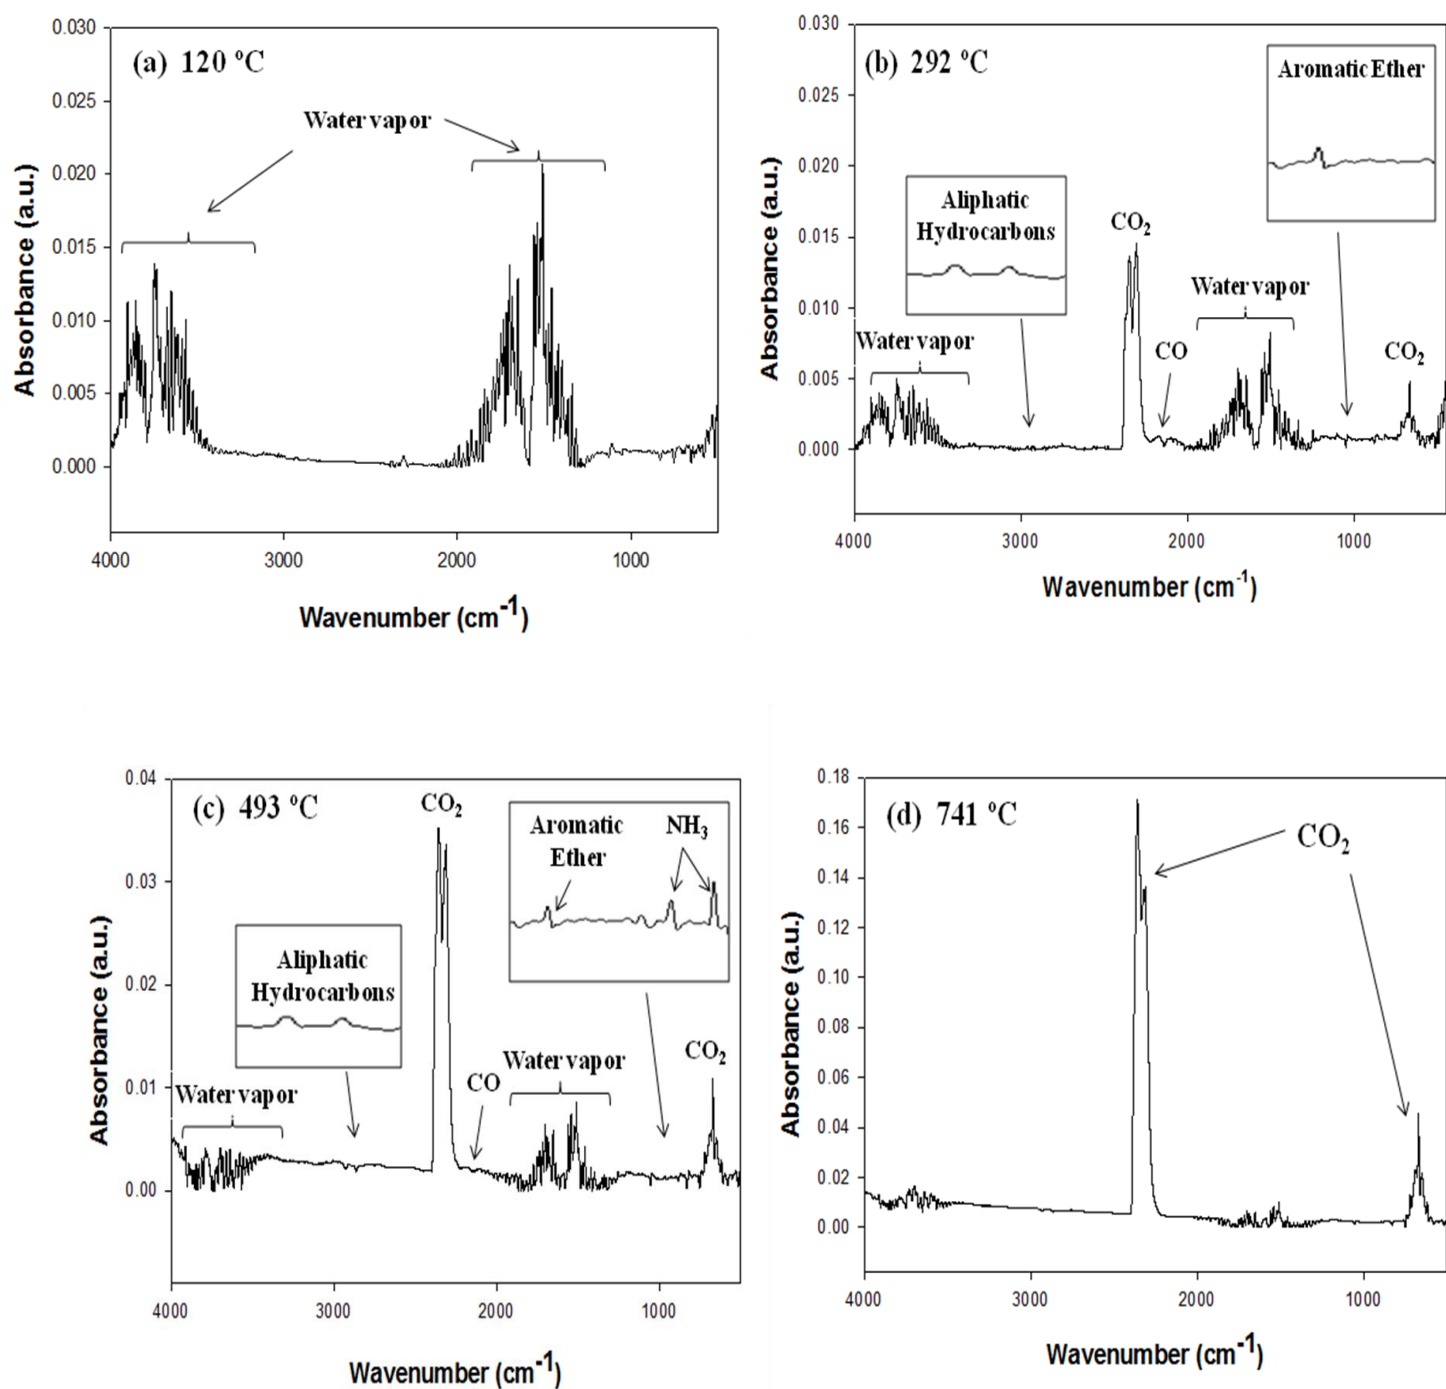 (a) 120 ºC
Water vapor
0.030
0.025
0.020
0.015
0.010
0.005
0.000
Absorbance (a.u.)
4000 3000 2000 1000
Wavenumber (cm-1)
(b) 292 ºC
Aromatic Ether
Aliphatic
Hydrocarbons
CO2
Water vapor
Water vapor
CO
CO2
0.030
0.025
0.020
0.015
0.010
0.005
0.000
Absorbance (a.u.)
4000 3000 2000 1000
Wavenumber (cm-1)
(c) 493 ºC
CO2
Aromatic
Ether
NH3
Aliphatic
Hydrocarbons
Water vapor
CO
Water vapor
CO2
0.04
0.03
0.02
0.01
0.00
Absorbance (a.u.)
4000 3000 2000 1000
Wavenumber (cm-1)
(d) 741 ºC
CO2
0.18
0.16
0.14
0.12
0.10
0.08
0.06
0.04
0.02
0.00
Absorbance (a.u.)
4000 3000 2000 1000
Wavenumber (cm-1)